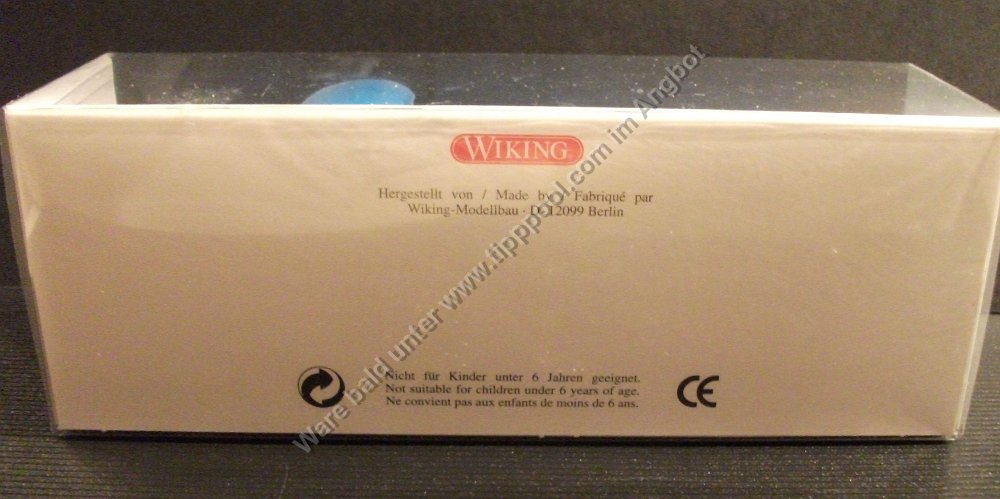 WIKING
Hergestellt von / Made by / Fabriqué par
Wiking-Modellbau · D-12099 Berlin
Nicht für Kinder unter 6 Jahren geeignet.
Not suitable for children under 6 years of age.
Ne convient pas aux enfants de moins de 6 ans.
CE
Ware bald unter www.tipppool.com im Angbot